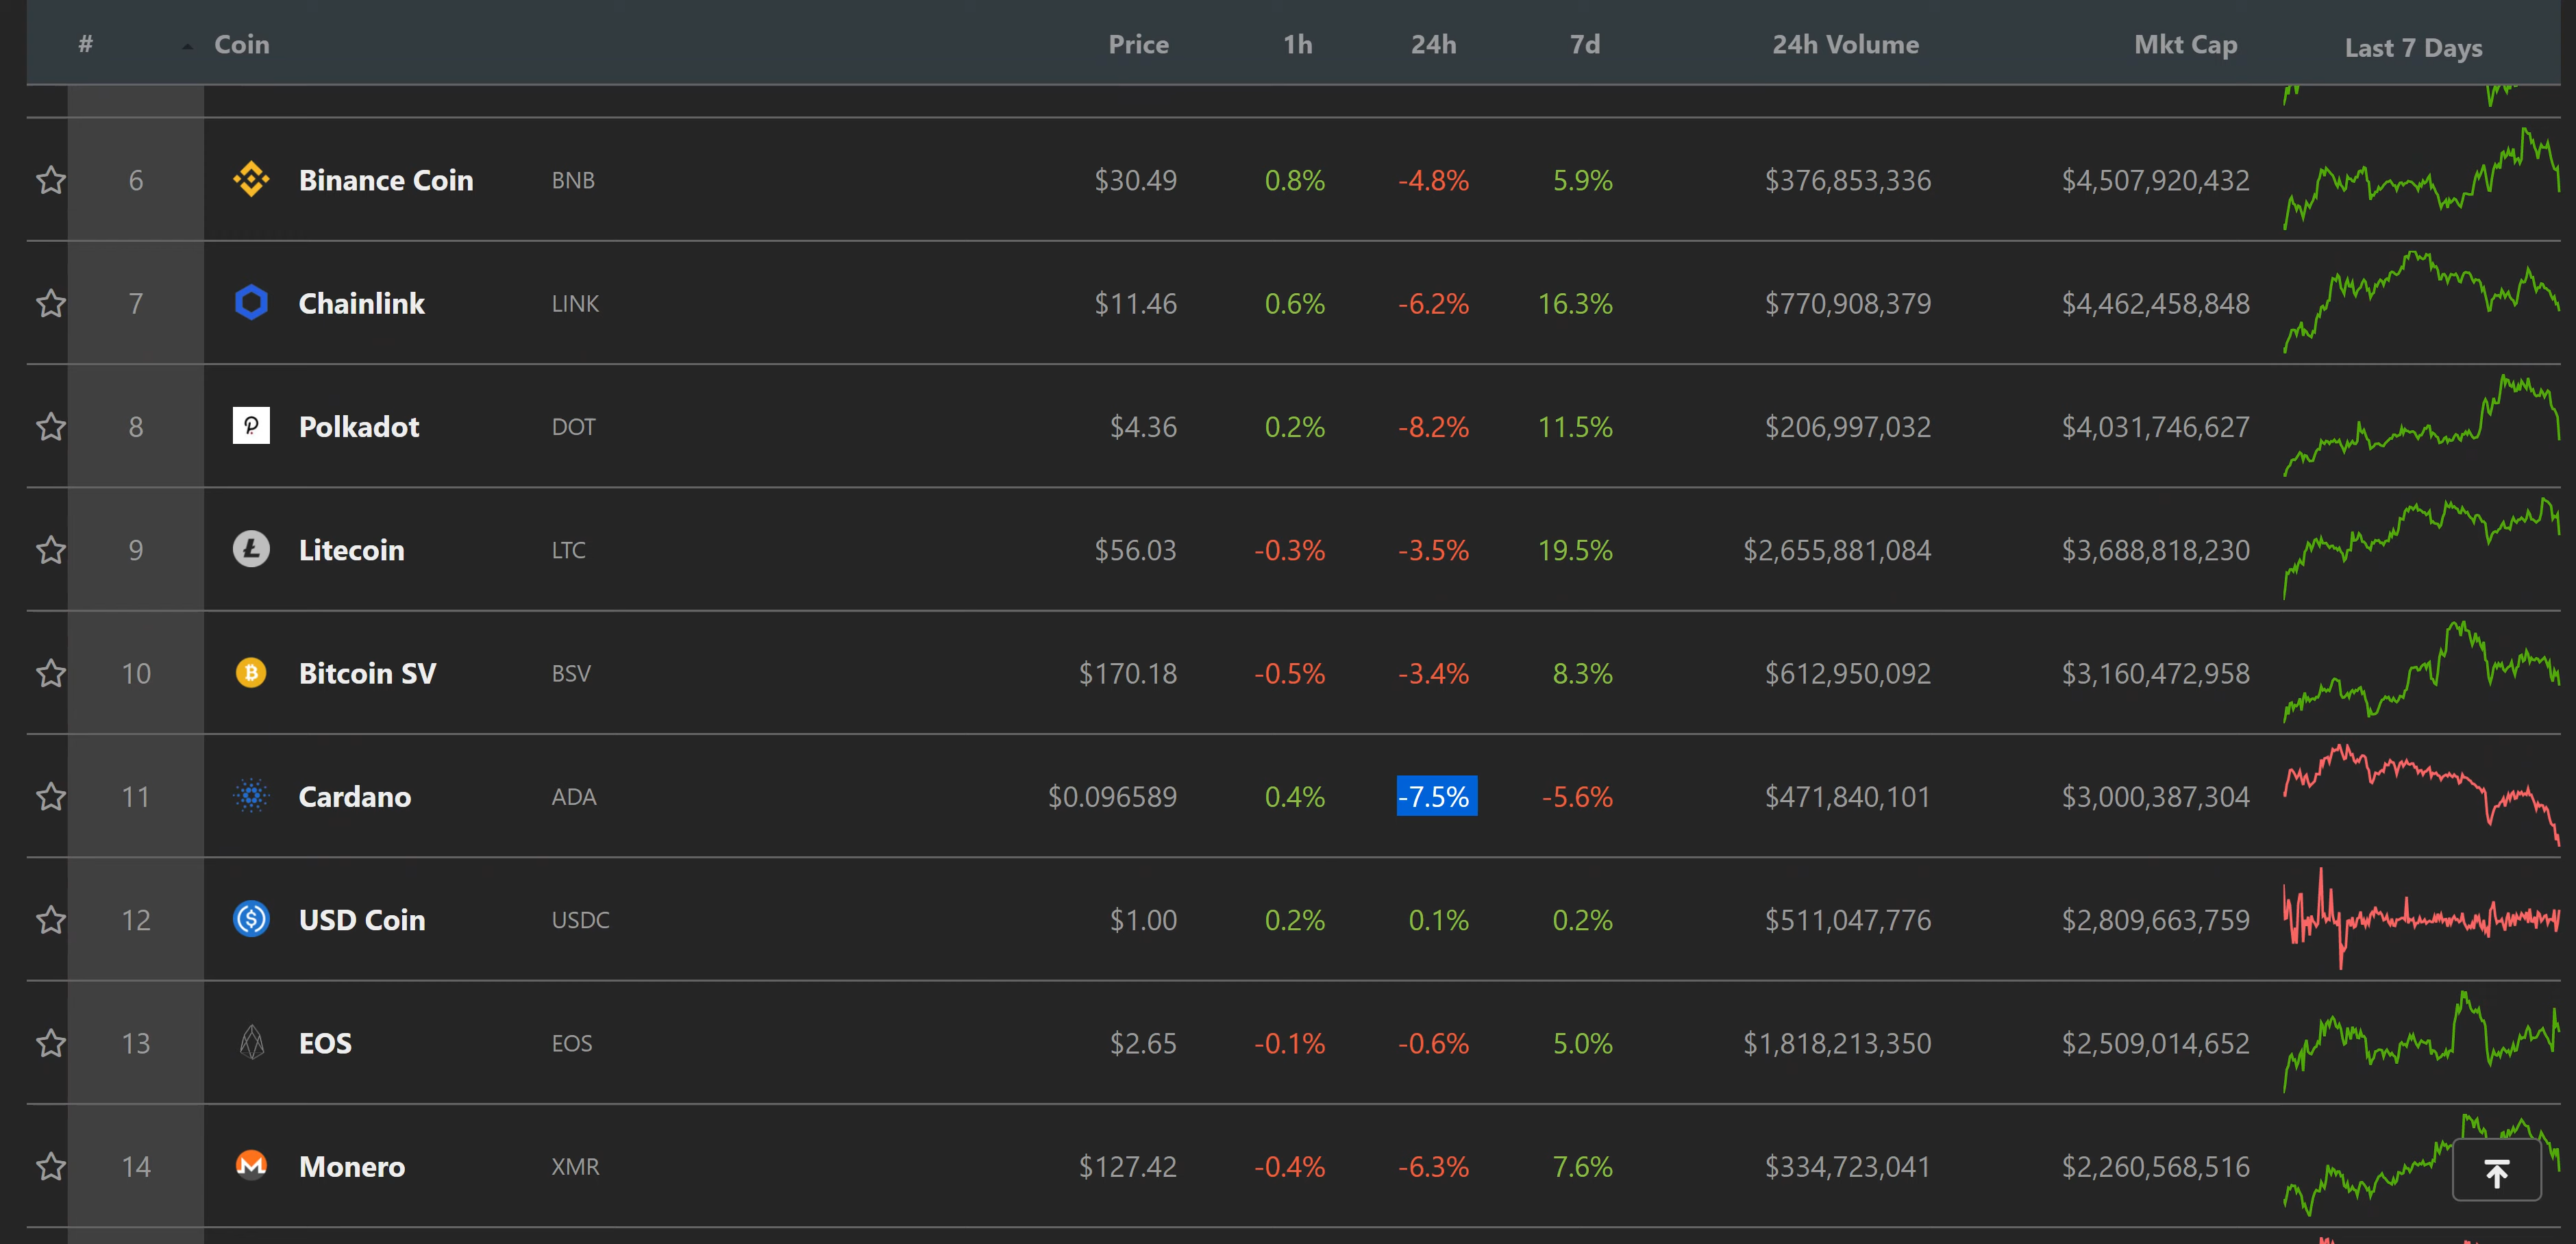 # Coin Price 1h 24h 7d 24h Volume Mkt Cap Last 7 Days
6 Binance Coin BNB $30.49 0.8% -4.8% 5.9% $376,853,336 $4,507,920,432
7 Chainlink LINK $11.46 0.6% -6.2% 16.3% $770,908,379 $4,462,458,848
8 Polkadot DOT $4.36 0.2% -8.2% 11.5% $206,997,032 $4,031,746,627
9 Litecoin LTC $56.03 -0.3% -3.5% 19.5% $2,655,881,084 $3,688,818,230
10 Bitcoin SV BSV $170.18 -0.5% -3.4% 8.3% $612,950,092 $3,160,472,958
11 Cardano ADA $0.096589 0.4% -7.5% -5.6% $471,840,101 $3,000,387,304
12 USD Coin USDC $1.00 0.2% 0.1% 0.2% $511,047,776 $2,809,663,759
13 EOS EOS $2.65 -0.1% -0.6% 5.0% $1,818,213,350 $2,509,014,652
14 Monero XMR $127.42 -0.4% -6.3% 7.6% $334,723,041 $2,260,568,516